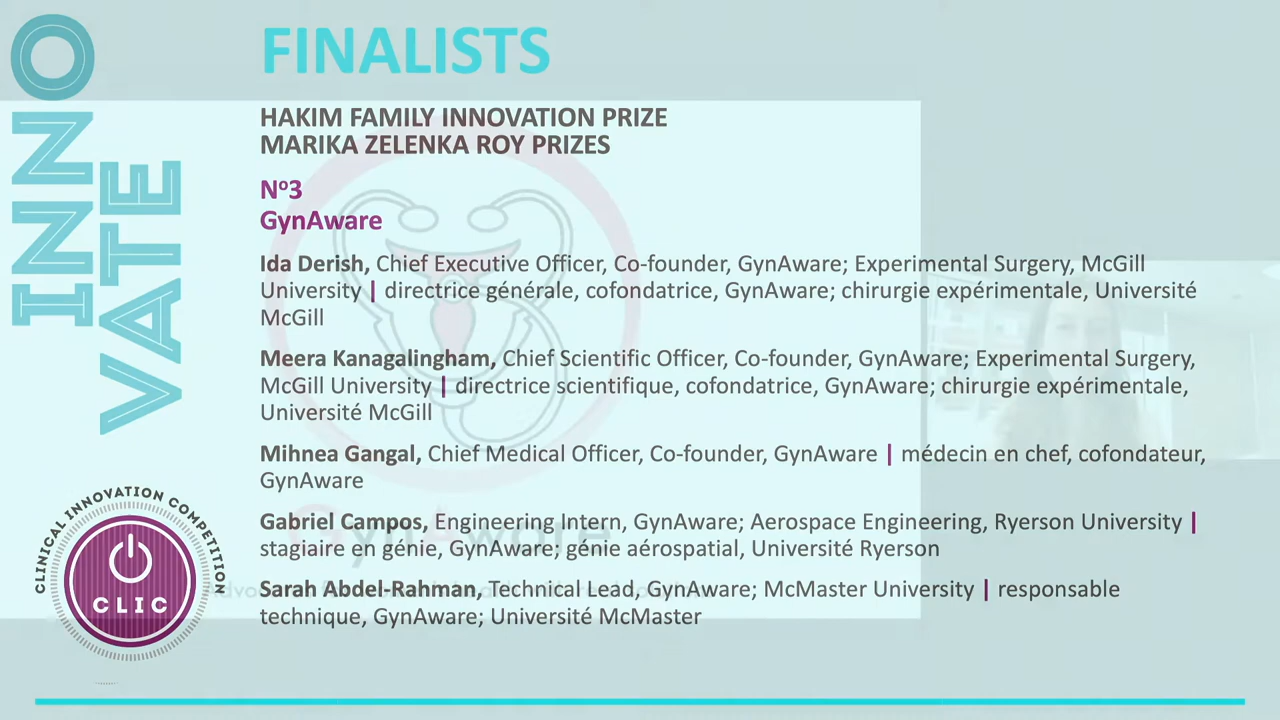 INNO
VATE
FINALISTS
HAKIM FAMILY INNOVATION PRIZE
MARIKA ZELENKA ROY PRIZES
Nº3
GynAware
Ida Derish, Chief Executive Officer, Co-founder, GynAware; Experimental Surgery, McGill
University | directrice générale, cofondatrice, GynAware; chirurgie expérimentale, Université
McGill
Meera Kanagalingham, Chief Scientific Officer, Co-founder, GynAware; Experimental Surgery,
McGill University | directrice scientifique, cofondatrice, GynAware; chirurgie expérimentale,
Université McGill
Mihnea Gangal, Chief Medical Officer, Co-founder, GynAware | médecin en chef, cofondateur,
GynAware
Gabriel Campos, Engineering Intern, GynAware; Aerospace Engineering, Ryerson University |
stagiaire en génie, GynAware; génie aérospatial, Université Ryerson
Sarah Abdel-Rahman, Technical Lead, GynAware; McMaster University | responsable
technique, GynAware; Université McMaster
CLINICAL INNOVATION COMPETITION
CLIC
GynAware